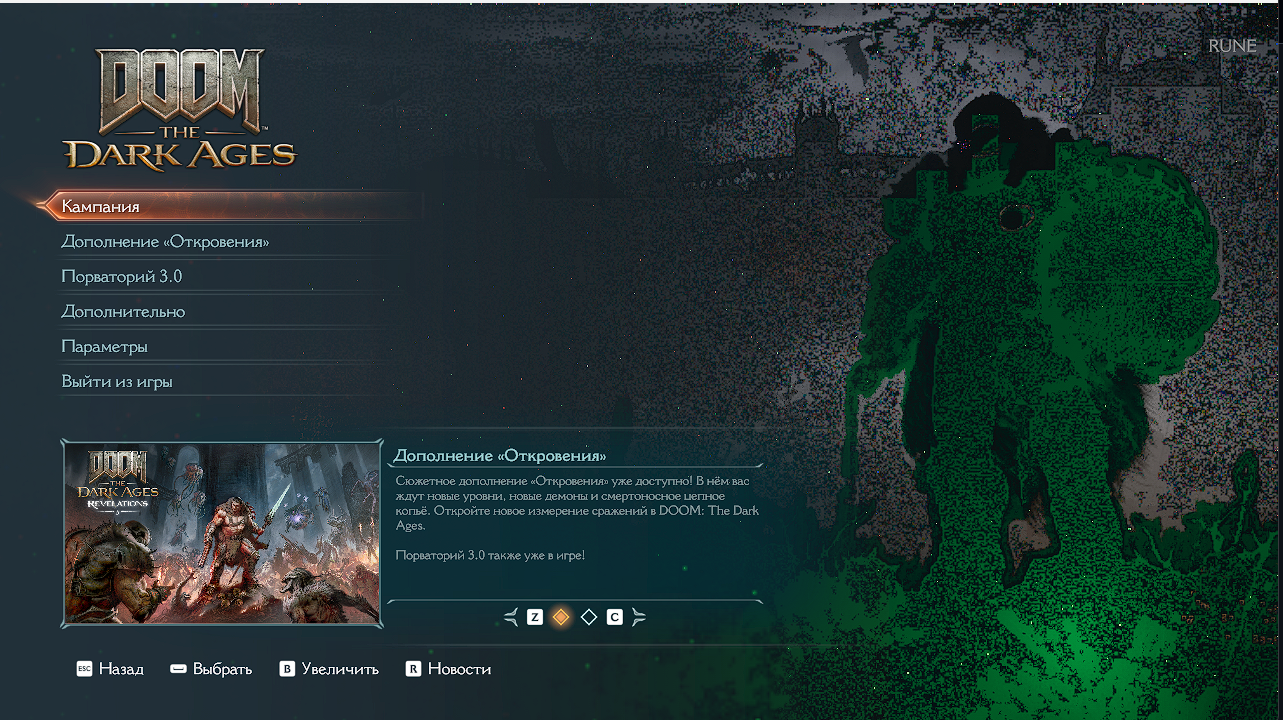 RUNE
DOOM
THE
DARK AGES
Кампания
Дополнение «Откровения»
Порваторий 3.0
Дополнительно
Параметры
Выйти из игры
DOOM
THE
DARK AGES
REVELATIONS
Дополнение «Откровения»
Сюжетное дополнение «Откровения» уже доступно! В нём вас
ждут новые уровни, новые демоны и смертоносное цепное
копьё. Откройте новое измерение сражений в DOOM: The Dark
Ages.
Порваторий 3.0 также уже в игре!
Z C
ESC Назад B Увеличить R Новости Выбрать